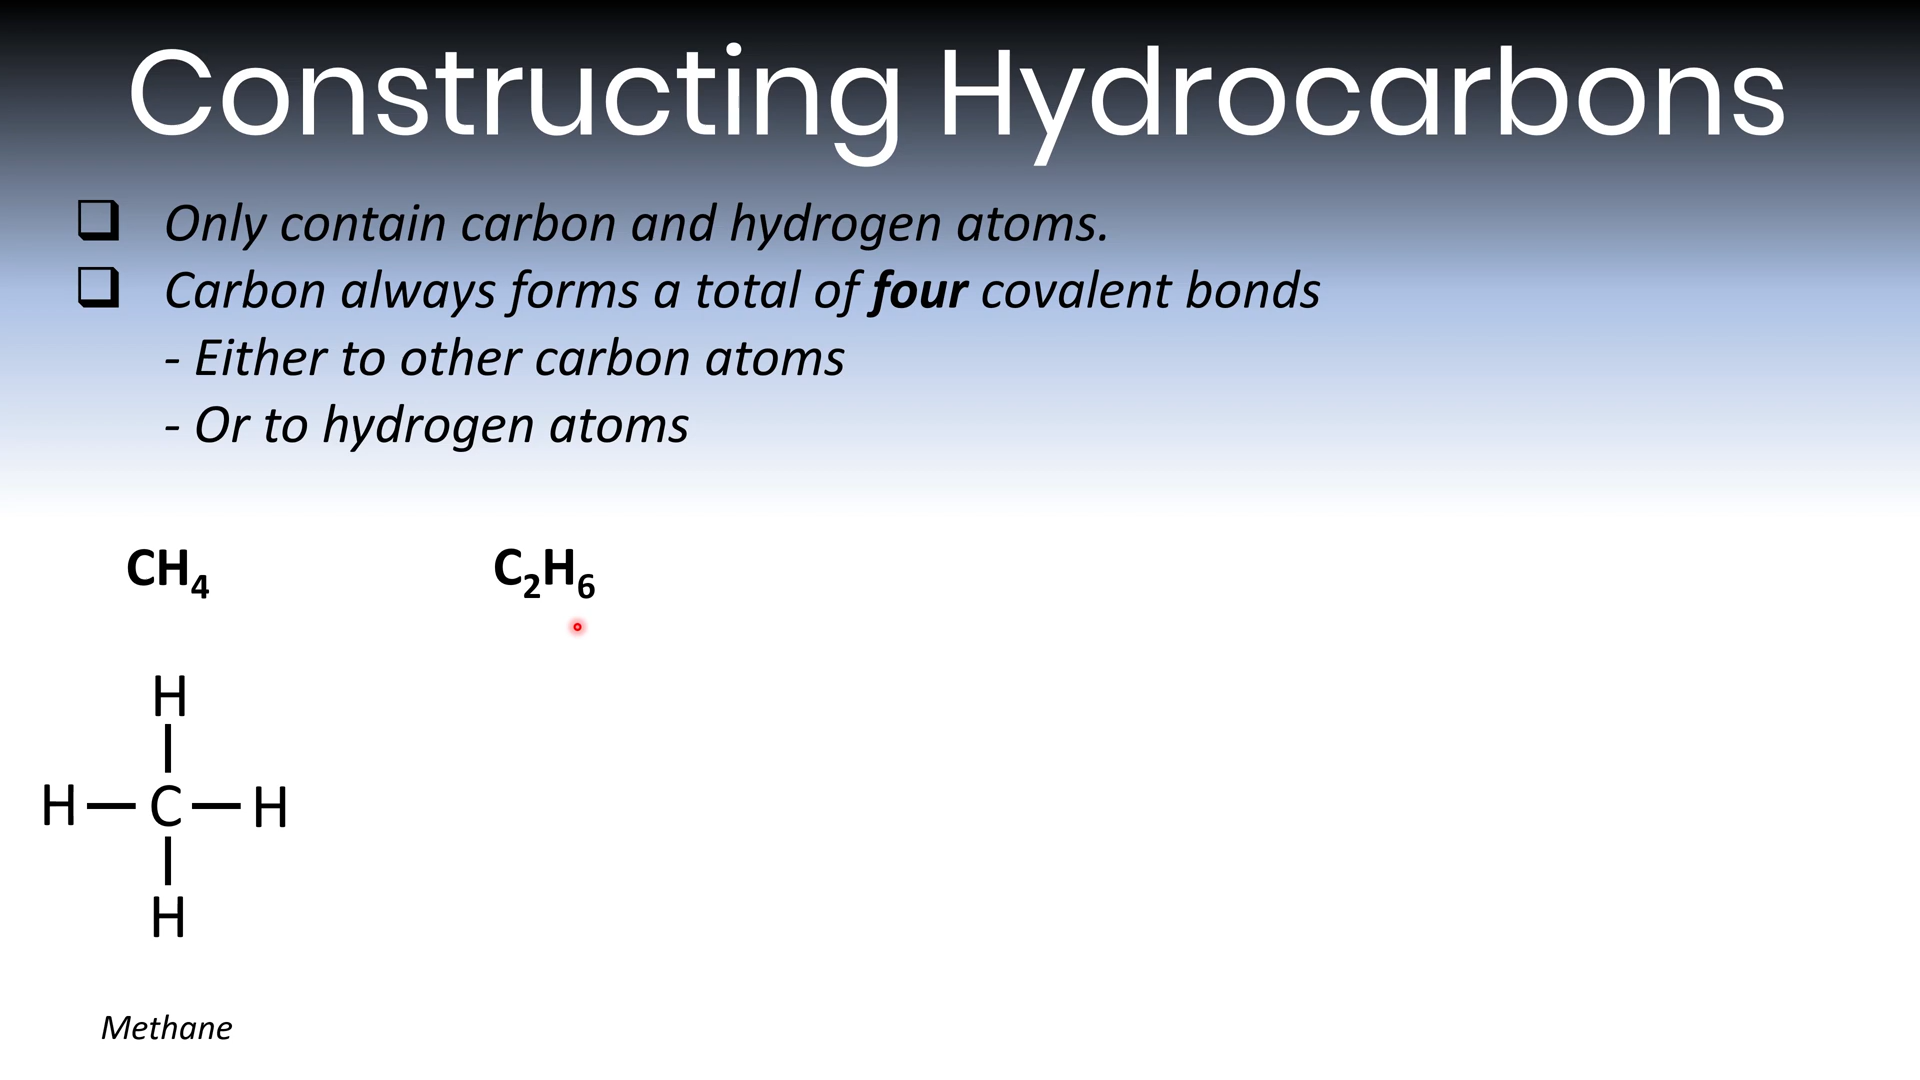 Constructing Hydrocarbons
Only contain carbon and hydrogen atoms.
Carbon always forms a total of four covalent bonds
- Either to other carbon atoms
- Or to hydrogen atoms
CH₄ C₂H₆
H
H — C — H
H
Methane